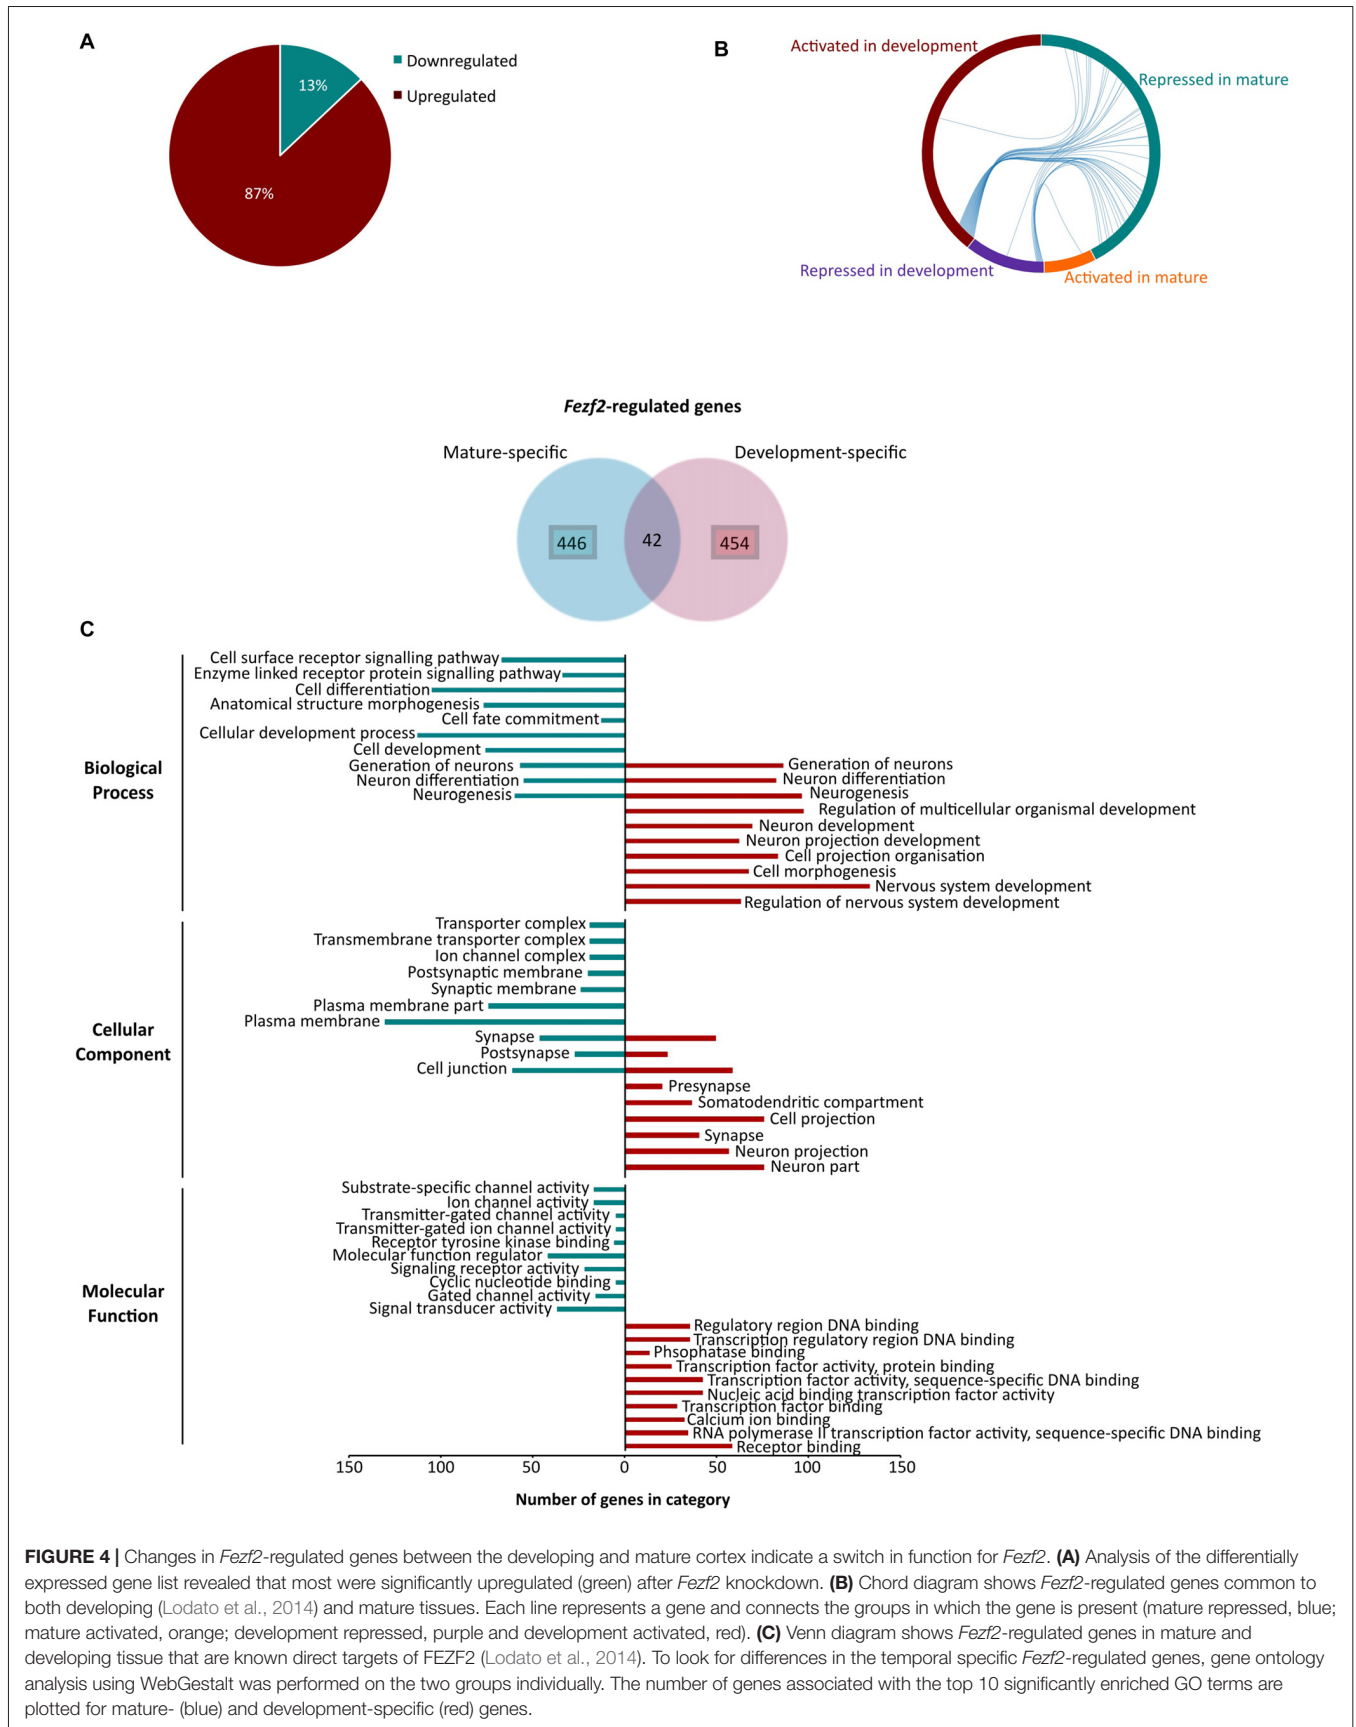 A
Downregulated
Upregulated
13%
87%
B
Activated in development
Repressed in mature
Repressed in development
Activated in mature
Fezf2-regulated genes
Mature-specific
Development-specific
446
42
454
C
Biological
Process
Cell surface receptor signalling pathway
Enzyme linked receptor protein signalling pathway
Cell differentiation
Anatomical structure morphogenesis
Cell fate commitment
Cellular development process
Cell development
Generation of neurons
Neuron differentiation
Neurogenesis
Generation of neurons
Neuron differentiation
Neurogenesis
Regulation of multicellular organismal development
Neuron development
Neuron projection development
Cell projection organisation
Cell morphogenesis
Nervous system development
Regulation of nervous system development
Cellular
Component
Transporter complex
Transmembrane transporter complex
Ion channel complex
Postsynaptic membrane
Synaptic membrane
Plasma membrane part
Plasma membrane
Synapse
Postsynapse
Cell junction
Presynapse
Somatodendritic compartment
Cell projection
Synapse
Neuron projection
Neuron part
Molecular
Function
Substrate-specific channel activity
Ion channel activity
Transmitter-gated channel activity
Transmitter-gated ion channel activity
Receptor tyrosine kinase binding
Molecular function regulator
Signaling receptor activity
Cyclic nucleotide binding
Gated channel activity
Signal transducer activity
Regulatory region DNA binding
Transcription regulatory region DNA binding
Phsophatase binding
Transcription factor activity, protein binding
Transcription factor activity, sequence-specific DNA binding
Nucleic acid binding transcription factor activity
Transcription factor binding
Calcium ion binding
RNA polymerase II transcription factor activity, sequence-specific DNA binding
Receptor binding
150 100 50 0 50 100 150
Number of genes in category
FIGURE 4 | Changes in Fezf2-regulated genes between the developing and mature cortex indicate a switch in function for Fezf2. (A) Analysis of the differentially
expressed gene list revealed that most were significantly upregulated (green) after Fezf2 knockdown. (B) Chord diagram shows Fezf2-regulated genes common to
both developing (Lodato et al., 2014) and mature tissues. Each line represents a gene and connects the groups in which the gene is present (mature repressed, blue;
mature activated, orange; development repressed, purple and development activated, red). (C) Venn diagram shows Fezf2-regulated genes in mature and
developing tissue that are known direct targets of FEZF2 (Lodato et al., 2014). To look for differences in the temporal specific Fezf2-regulated genes, gene ontology
analysis using WebGestalt was performed on the two groups individually. The number of genes associated with the top 10 significantly enriched GO terms are
plotted for mature- (blue) and development-specific (red) genes.